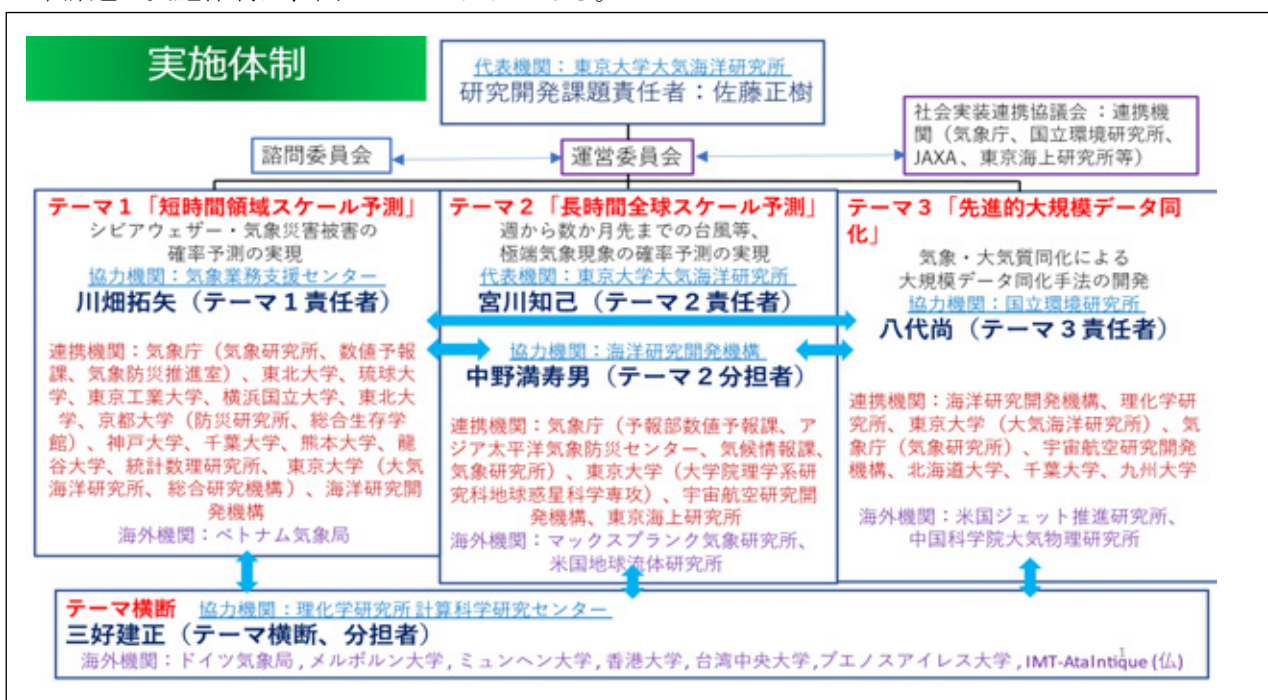 実施体制
代表機関：東京大学大気海洋研究所
研究開発課題責任者：佐藤正樹
社会実装連携協議会：連携機
関（気象庁、国立環境研究所、
JAXA、東京海上研究所等）
諮問委員会
運営委員会
テーマ１「短時間領域スケール予測」
シビアウェザー・気象災害被害の
確率予測の実現
協力機関：気象業務支援センター
川畑拓矢（テーマ１責任者）
連携機関：気象庁（気象研究所、数値予報
課、気象防災推進室）、東北大学、琉球大
学、東京工業大学、横浜国立大学、東北大
学、京都大学（防災研究所、総合生存学
館）、神戸大学、千葉大学、熊本大学、龍
谷大学、統計数理研究所、東京大学（大気
海洋研究所、総合研究機構）、海洋研究開
発機構
海外機関：ベトナム気象局
テーマ２「長時間全球スケール予測」
週から数か月先までの台風等、
極端気象現象の確率予測の実現
代表機関：東京大学大気海洋研究所
宮川知己（テーマ２責任者）
協力機関：海洋研究開発機構
中野満寿男（テーマ２分担者）
連携機関：気象庁（予報部数値予報課、ア
ジア太平洋気象防災センター、気候情報課、
気象研究所）、東京大学（大学院理学系研
究科地球惑星科学専攻）、宇宙航空研究開
発機構、東京海上研究所
海外機関：マックスプランク気象研究所、
米国地球流体研究所
テーマ３「先進的大規模データ同
化」
気象・大気質同化による
大規模データ同化手法の開発
協力機関：国立環境研究所
八代尚（テーマ３責任者）
連携機関：海洋研究開発機構、理化学研
究所、東京大学（大気海洋研究所）、気
象庁（気象研究所）、宇宙航空研究開発
機構、北海道大学、千葉大学、九州大学
海外機関：米国ジェット推進研究所、
中国科学院大気物理研究所
テーマ横断 協力機関：理化学研究所 計算科学研究センター
三好建正（テーマ横断、分担者）
海外機関：ドイツ気象局，メルボルン大学，ミュンヘン大学，香港大学，台湾中央大学，ブエノスアイレス大学，IMT-Atalntique (仏)
1